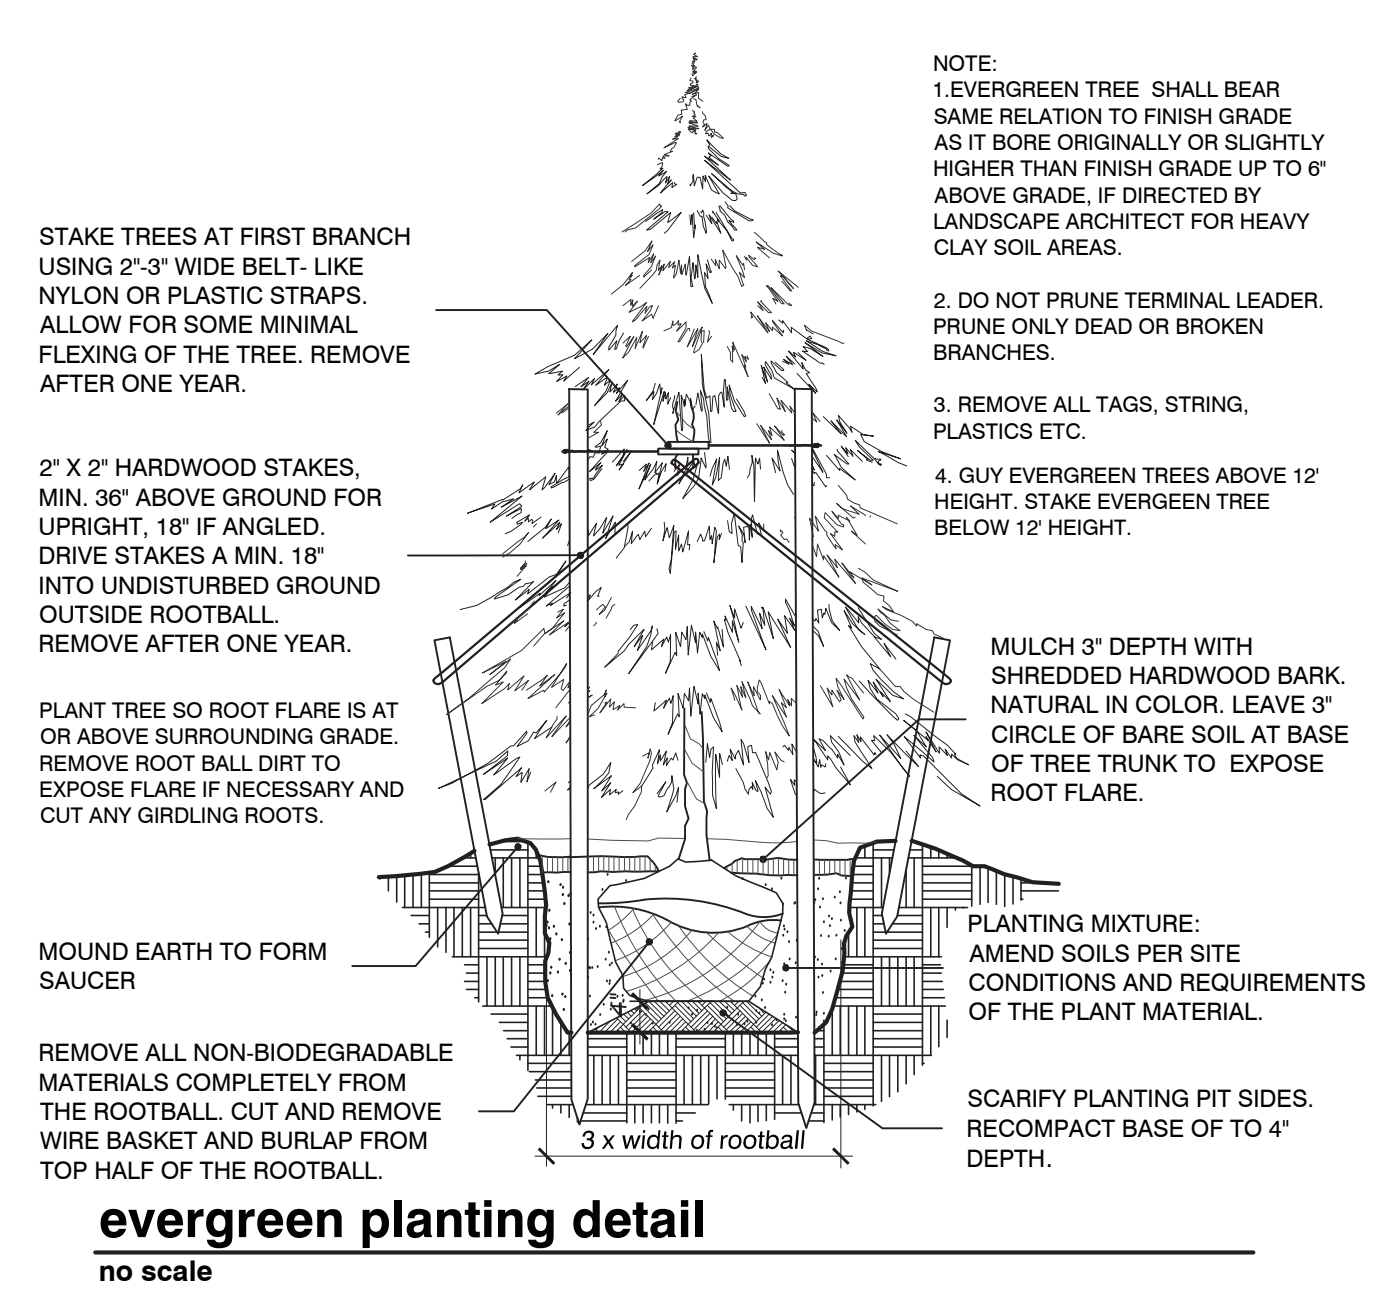 STAKE TREES AT FIRST BRANCH
USING 2"-3" WIDE BELT- LIKE
NYLON OR PLASTIC STRAPS.
ALLOW FOR SOME MINIMAL
FLEXING OF THE TREE. REMOVE
AFTER ONE YEAR.
2" X 2" HARDWOOD STAKES,
MIN. 36" ABOVE GROUND FOR
UPRIGHT, 18" IF ANGLED.
DRIVE STAKES A MIN. 18"
INTO UNDISTURBED GROUND
OUTSIDE ROOTBALL.
REMOVE AFTER ONE YEAR.
PLANT TREE SO ROOT FLARE IS AT
OR ABOVE SURROUNDING GRADE.
REMOVE ROOT BALL DIRT TO
EXPOSE FLARE IF NECESSARY AND
CUT ANY GIRDLING ROOTS.
MOUND EARTH TO FORM
SAUCER
REMOVE ALL NON-BIODEGRADABLE
MATERIALS COMPLETELY FROM
THE ROOTBALL. CUT AND REMOVE
WIRE BASKET AND BURLAP FROM
TOP HALF OF THE ROOTBALL.
NOTE:
1.EVERGREEN TREE  SHALL BEAR
SAME RELATION TO FINISH GRADE
AS IT BORE ORIGINALLY OR SLIGHTLY
HIGHER THAN FINISH GRADE UP TO 6"
ABOVE GRADE, IF DIRECTED BY
LANDSCAPE ARCHITECT FOR HEAVY
CLAY SOIL AREAS.
2. DO NOT PRUNE TERMINAL LEADER.
PRUNE ONLY DEAD OR BROKEN
BRANCHES.
3. REMOVE ALL TAGS, STRING,
PLASTICS ETC.
4. GUY EVERGREEN TREES ABOVE 12'
HEIGHT. STAKE EVERGEEN TREE
BELOW 12' HEIGHT.
MULCH 3" DEPTH WITH
SHREDDED HARDWOOD BARK.
NATURAL IN COLOR. LEAVE 3"
CIRCLE OF BARE SOIL AT BASE
OF TREE TRUNK TO  EXPOSE
ROOT FLARE.
PLANTING MIXTURE:
AMEND SOILS PER SITE
CONDITIONS AND REQUIREMENTS
OF THE PLANT MATERIAL.
SCARIFY PLANTING PIT SIDES.
RECOMPACT BASE OF TO 4"
DEPTH.
4"
3 x width of rootball
evergreen planting detail
no scale